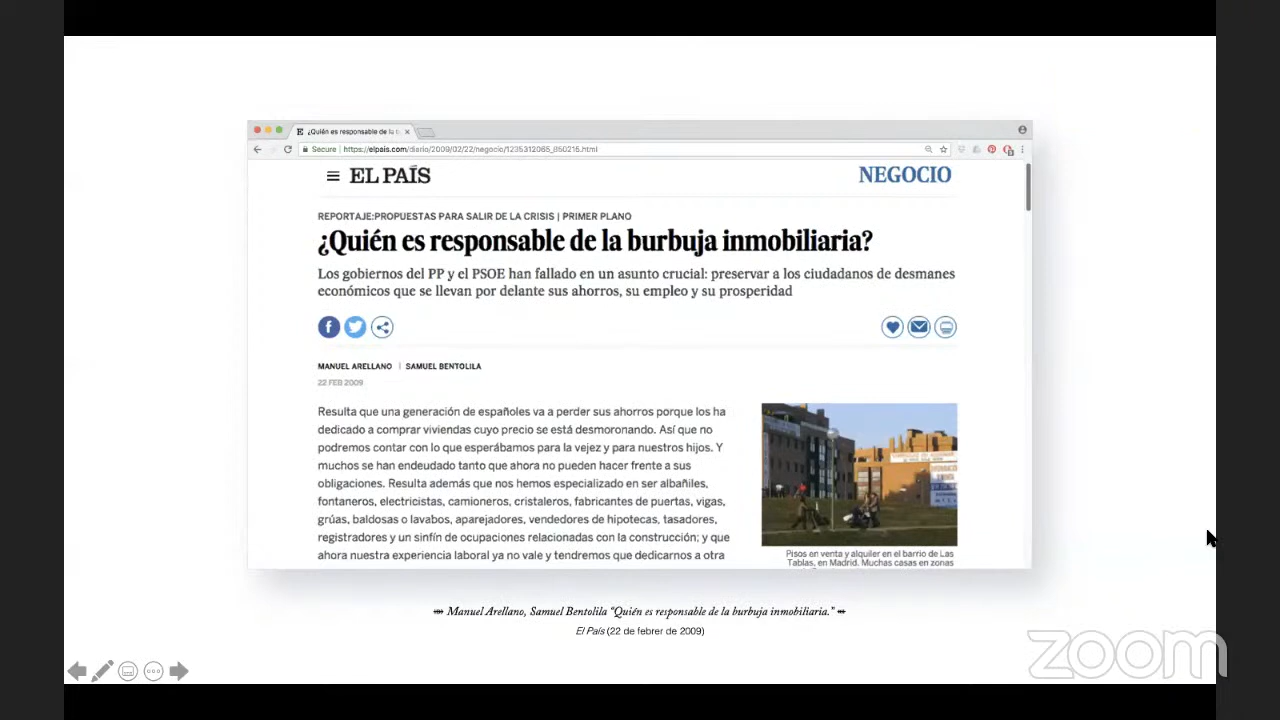 ¿Quién es responsable de la b
Secure | https://elpais.com/diario/2009/02/22/negocio/1235312065_850215.html
EL PAÍS
NEGOCIO
REPORTAJE:PROPUESTAS PARA SALIR DE LA CRISIS | PRIMER PLANO
¿Quién es responsable de la burbuja inmobiliaria?
Los gobiernos del PP y el PSOE han fallado en un asunto crucial: preservar a los ciudadanos de desmanes
económicos que se llevan por delante sus ahorros, su empleo y su prosperidad
MANUEL ARELLANO | SAMUEL BENTOLILA
22 FEB 2009
Resulta que una generación de españoles va a perder sus ahorros porque los ha
dedicado a comprar viviendas cuyo precio se está desmoronando. Así que no
podremos contar con lo que esperábamos para la vejez y para nuestros hijos. Y
muchos se han endeudado tanto que ahora no pueden hacer frente a sus
obligaciones. Resulta además que nos hemos especializado en ser albañiles,
fontaneros, electricistas, camioneros, cristaleros, fabricantes de puertas, vigas,
grúas, baldosas o lavabos, aparejadores, vendedores de hipotecas, tasadores,
registradores y un sinfín de ocupaciones relacionadas con la construcción; y que
ahora nuestra experiencia laboral ya no vale y tendremos que dedicarnos a otra
Pisos en venta y alquiler en el barrio de Las
Tablas, en Madrid. Muchas casas en zonas
Manuel Arellano, Samuel Bentolila “Quién es responsable de la burbuja inmobiliaria.”
El País (22 de febrer de 2009)
zoom